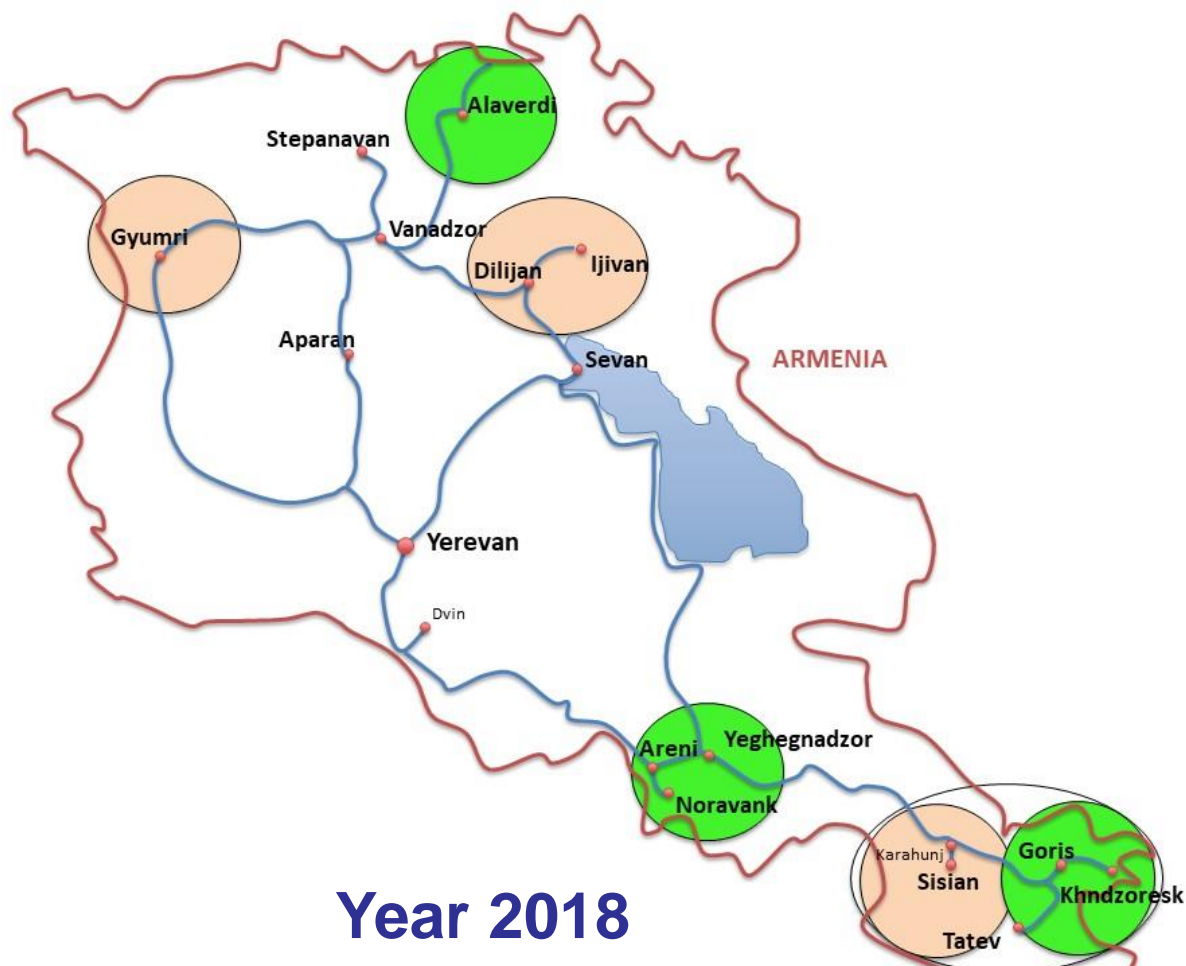 Alaverdi
Stepanavan
Vanadzor
Gyumri
Dilijan
Ijivan
Aparan
Sevan
ARMENIA
Yerevan
Dvin
Areni
Yeghegnadzor
Noravank
Karahunj
Goris
Sisian
Khndzoresk
Tatev
Year 2018